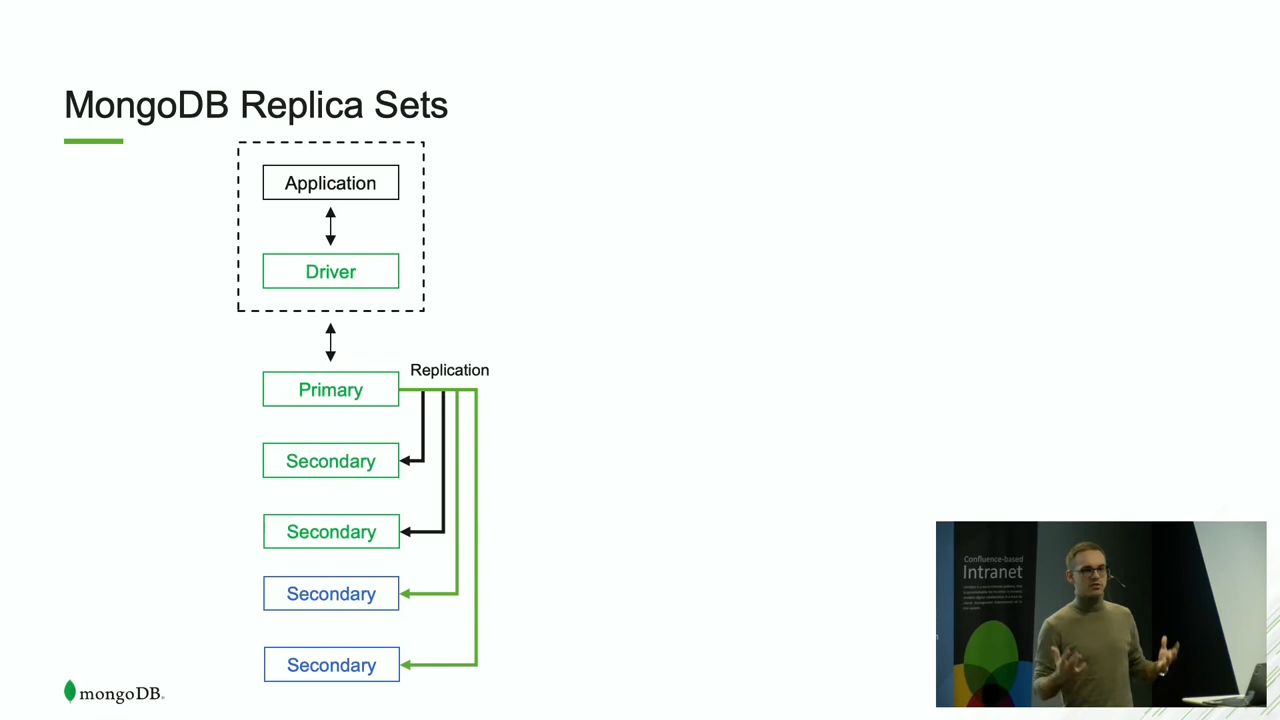 MongoDB Replica Sets
Application
Driver
Replication
Primary
Secondary
Secondary
Secondary
Secondary
mongoDB
Confluence-based
Intranet